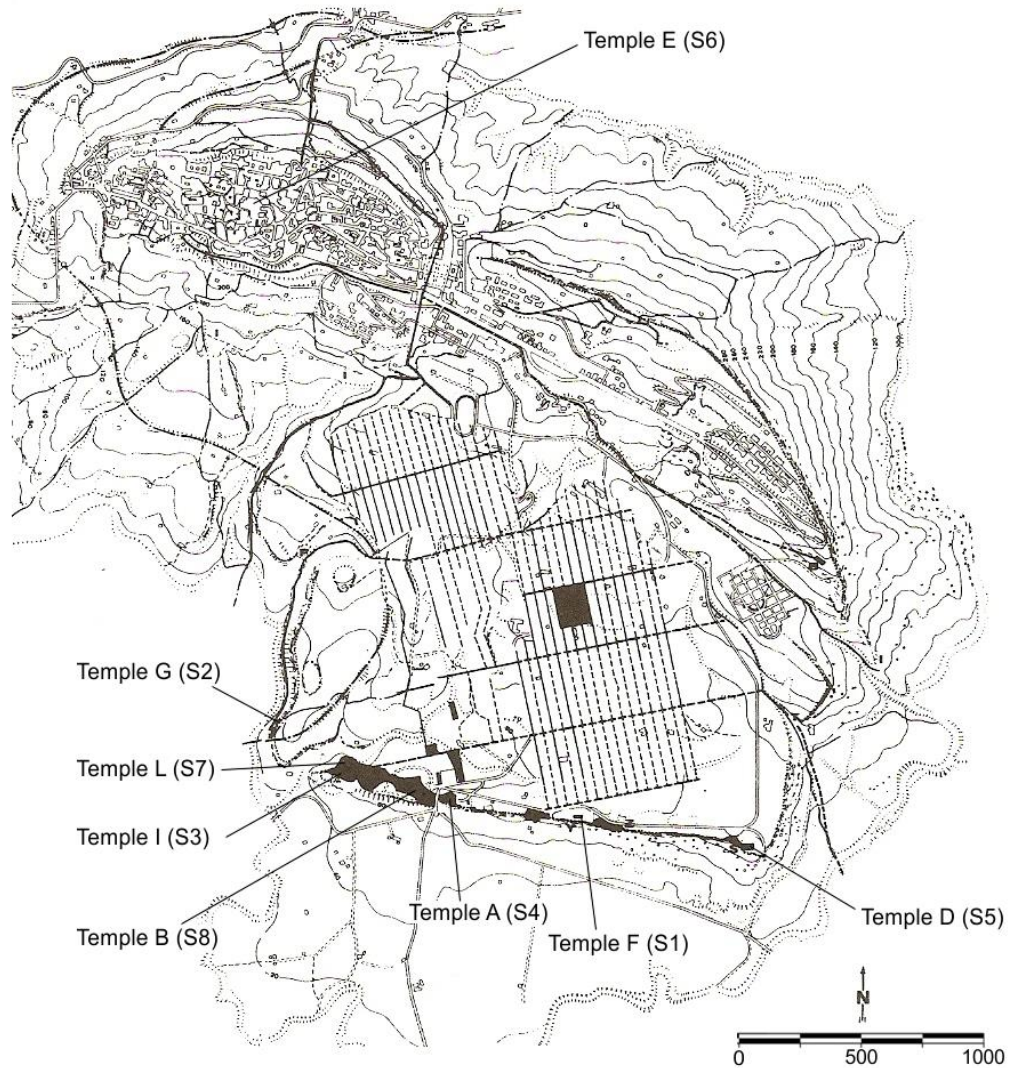 Temple E (S6)
Temple G (S2)
Temple L (S7)
Temple I (S3)
Temple A (S4)
Temple D (S5)
Temple B (S8)
Temple F (S1)
N
0 500 1000